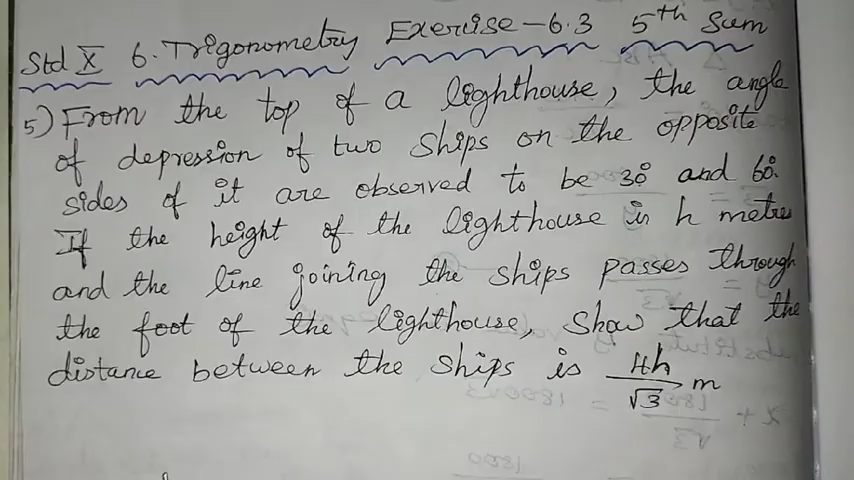 Std X 6. Trigonometry Exercise - 6.3 5th Sum
5) From the top of a lighthouse, the angle
of depression of two ships on the opposite
sides of it are observed to be 30° and 60°.
If the height of the lighthouse is h metres
and the line joining the ships passes through
the foot of the lighthouse, show that the
distance between the ships is 4h/√3 m